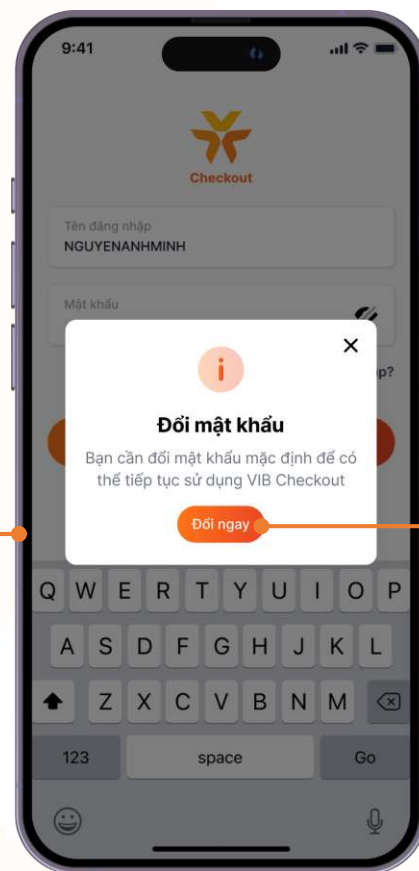 9:41
Checkout
Tên đăng nhập
NGUYENANHMINH
Mật khẩu
p?
Đổi mật khẩu
Bạn cần đổi mật khẩu mặc định để có
thể tiếp tục sử dụng VIB Checkout
Đổi ngay
Q W E R T Y U I O P
A S D F G H J K L
Z X C V B N M
123 space Go